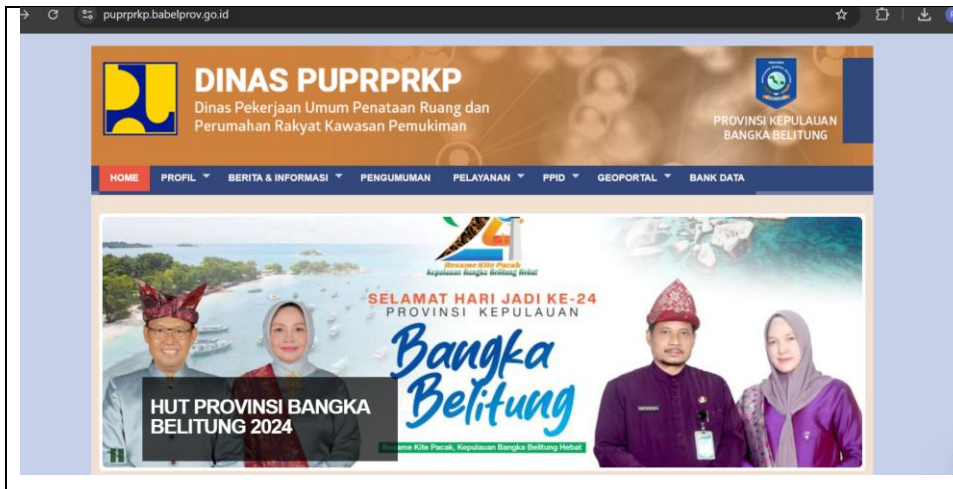 puprprkp.babelprov.go.id
DINAS PUPRPRKP
Dinas Pekerjaan Umum Penataan Ruang dan
Perumahan Rakyat Kawasan Pemukiman
PROVINSI KEPULAUAN
BANGKA BELITUNG
HOME PROFIL BERITA & INFORMASI PENGUMUMAN PELAYANAN PPID GEOPORTAL BANK DATA
Besame Kite Pacak
Kepulauan Bangka Belitung Hebat
SELAMAT HARI JADI KE-24
PROVINSI KEPULAUAN
Bangka
Belitung
HUT PROVINSI BANGKA
BELITUNG 2024
Kite Pacak, Kepulauan Bangka Belitung Hebat